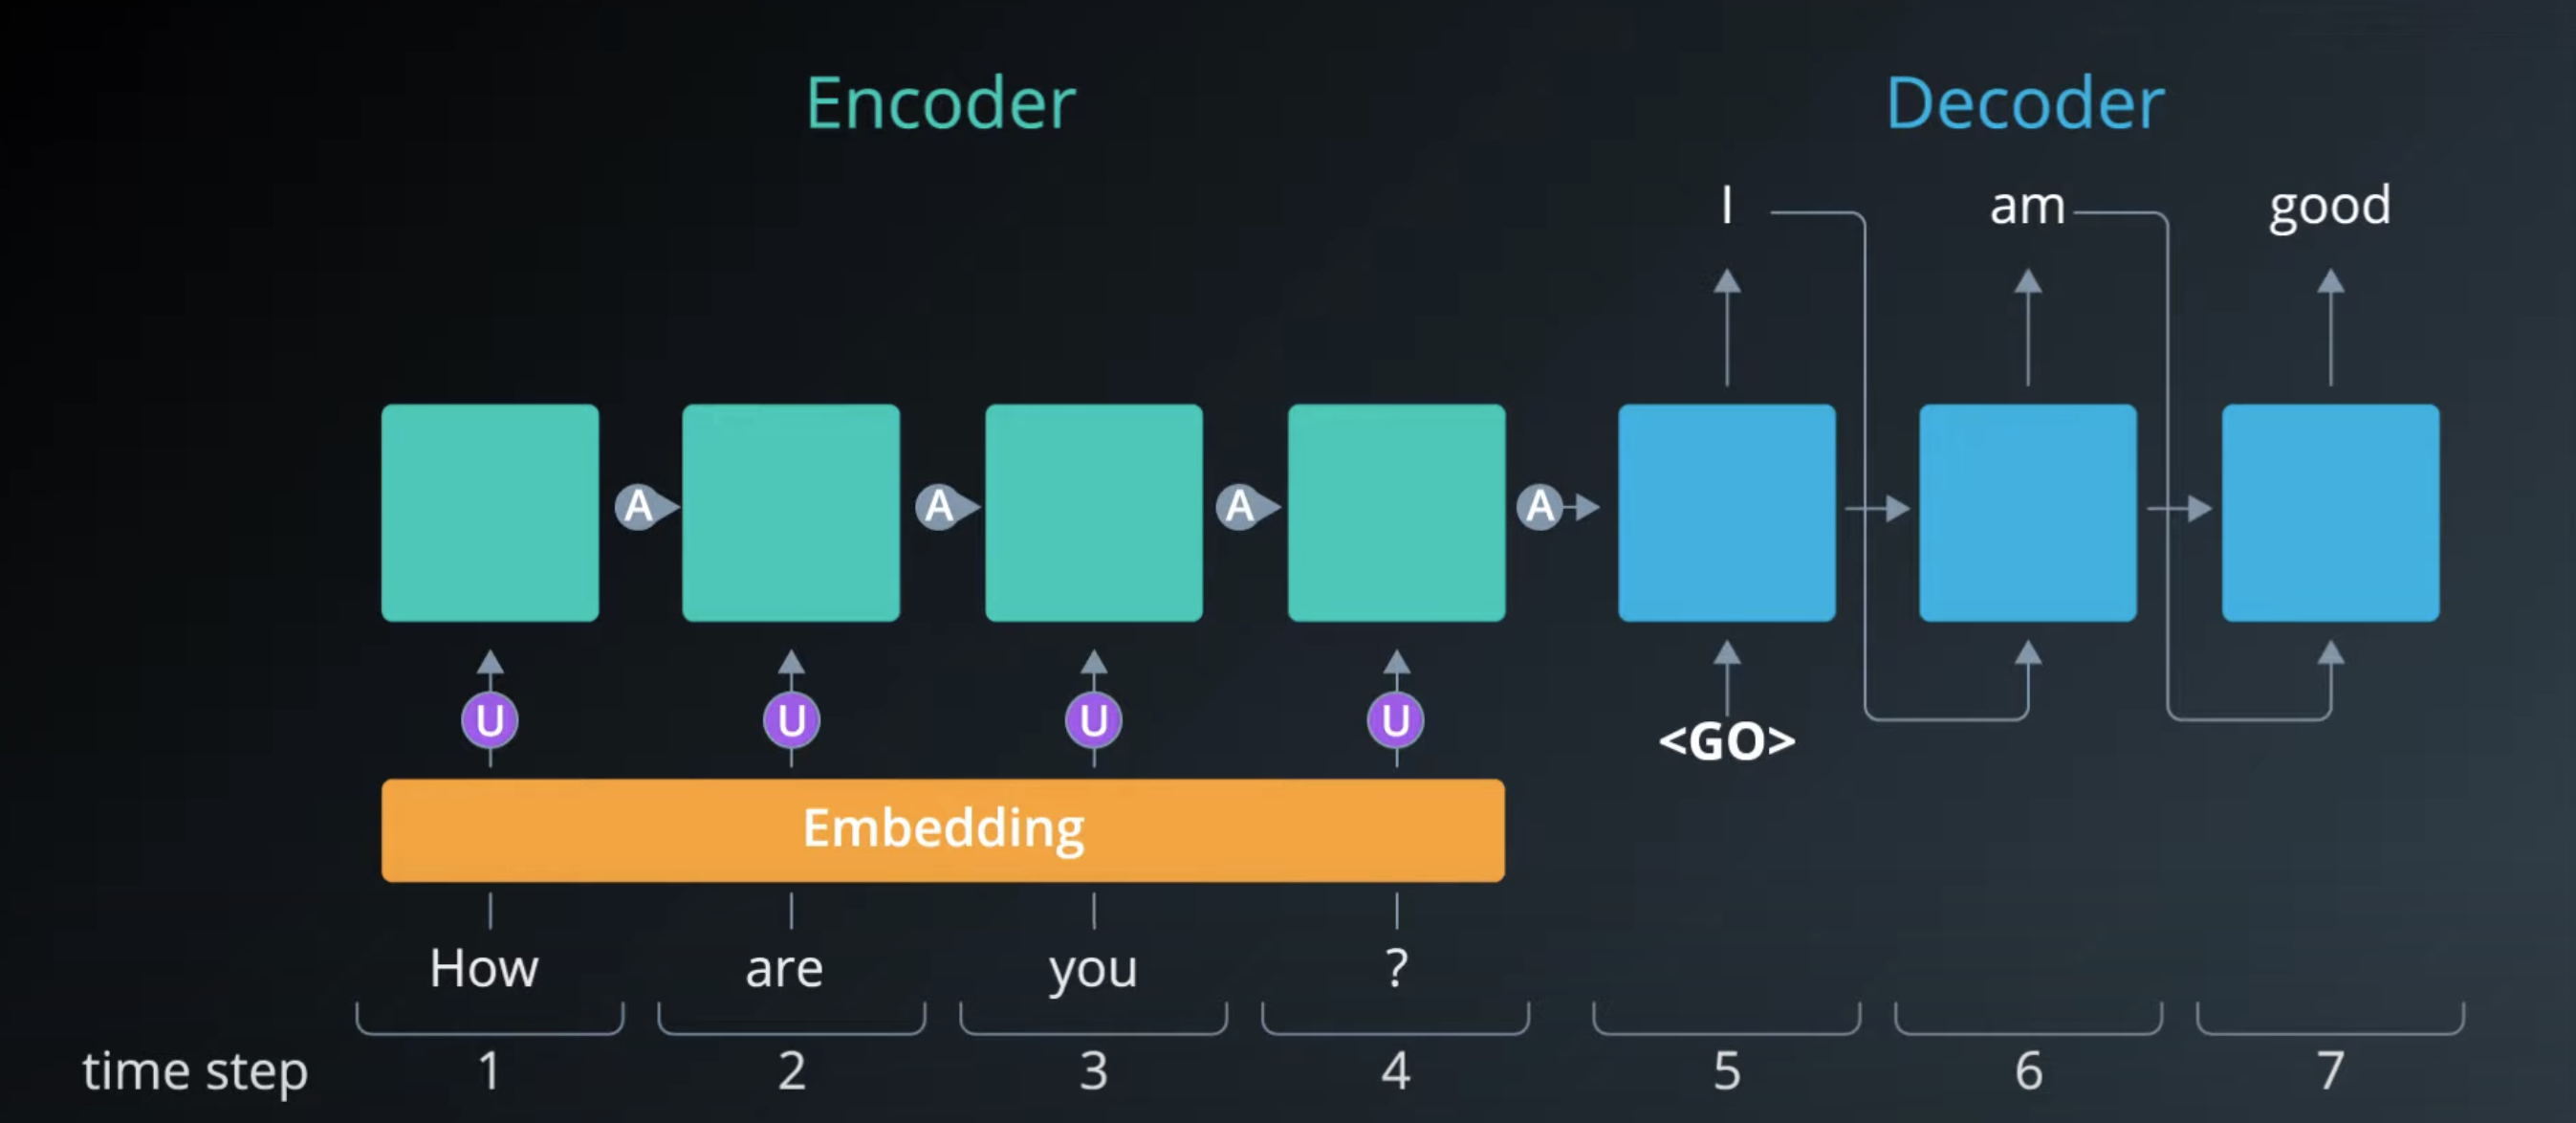 Encoder
Decoder
I am good
A A A A
U U U U
<GO>
Embedding
How are you ?
time step 1 2 3 4 5 6 7